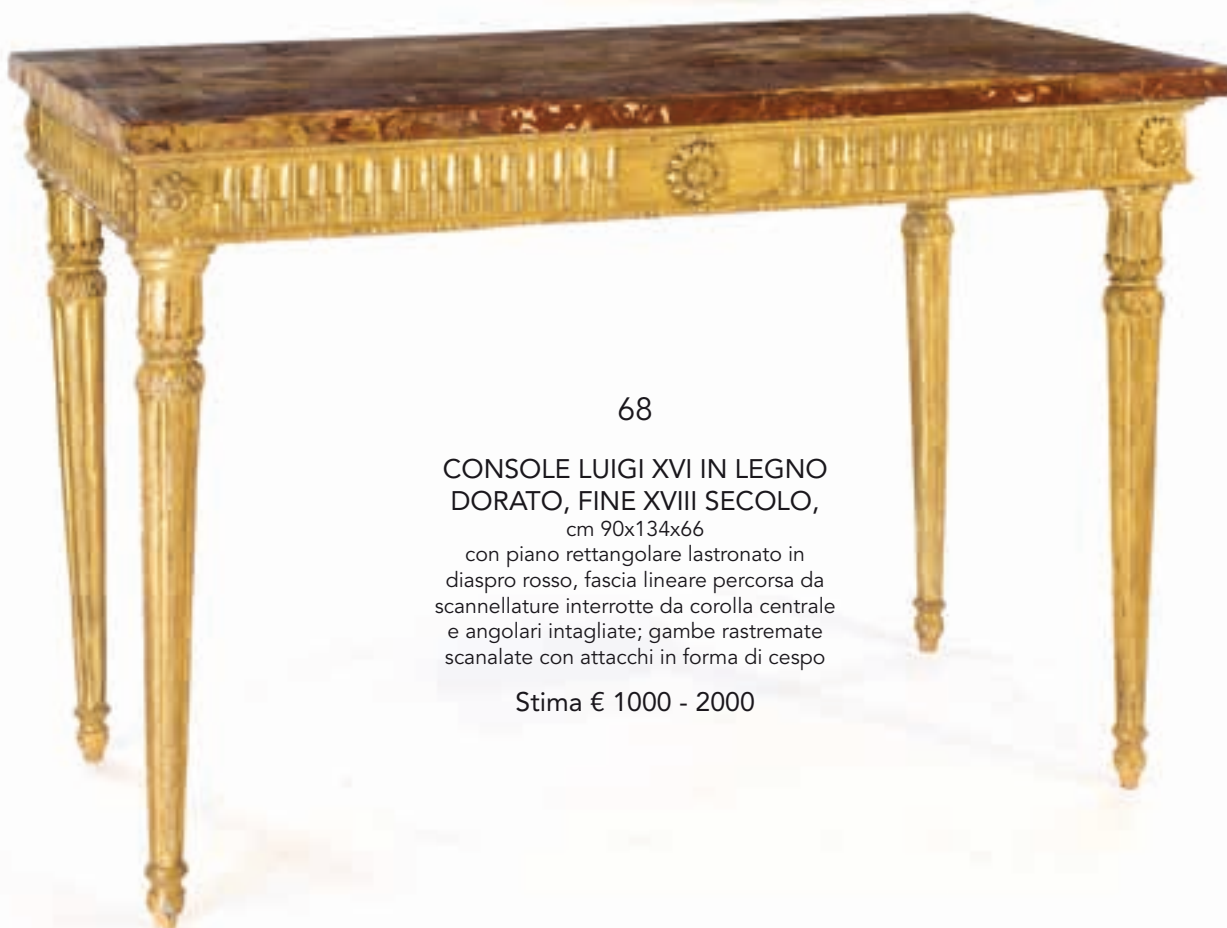 68
CONSOLE LUIGI XVI IN LEGNO
DORATO, FINE XVIII SECOLO,
cm 90x134x66
con piano rettangolare lastronato in
diaspro rosso, fascia lineare percorsa da
scannellature interrotte da corolla centrale
e angolari intagliate; gambe rastremate
scanalate con attacchi in forma di cespo
Stima € 1000 - 2000